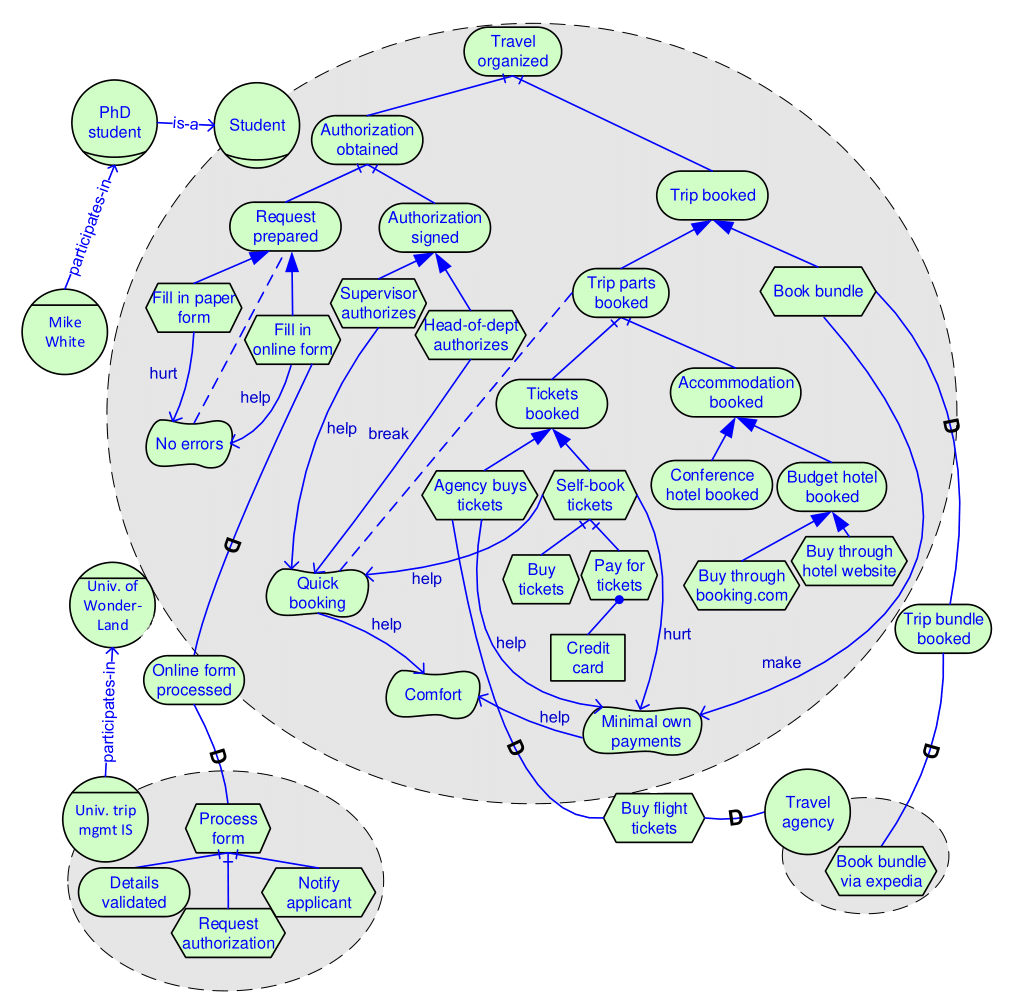 Travel
organized
PhD
student
is-a
Student
Authorization
obtained
participates-in
Trip booked
Request
prepared
Authorization
signed
Mike
White
Fill in paper
form
Fill in
online form
Supervisor
authorizes
Head-of-dept
authorizes
Trip parts
booked
Book bundle
hurt
help
No errors
help
break
Tickets
booked
Accommodation
booked
D
Agency buys
tickets
Self-book
tickets
Conference
hotel booked
Budget hotel
booked
D
Buy
tickets
Pay for
tickets
Buy through
booking.com
Buy through
hotel website
Univ. of
Wonder-
Land
Quick
booking
help
help
Credit
card
help
hurt
make
Trip bundle
booked
Online form
processed
participates-in
Comfort
help
Minimal own
payments
D
D
D
Univ. trip
mgmt IS
Process
form
Buy flight
tickets
D
Travel
agency
Details
validated
Request
authorization
Notify
applicant
Book bundle
via expedia